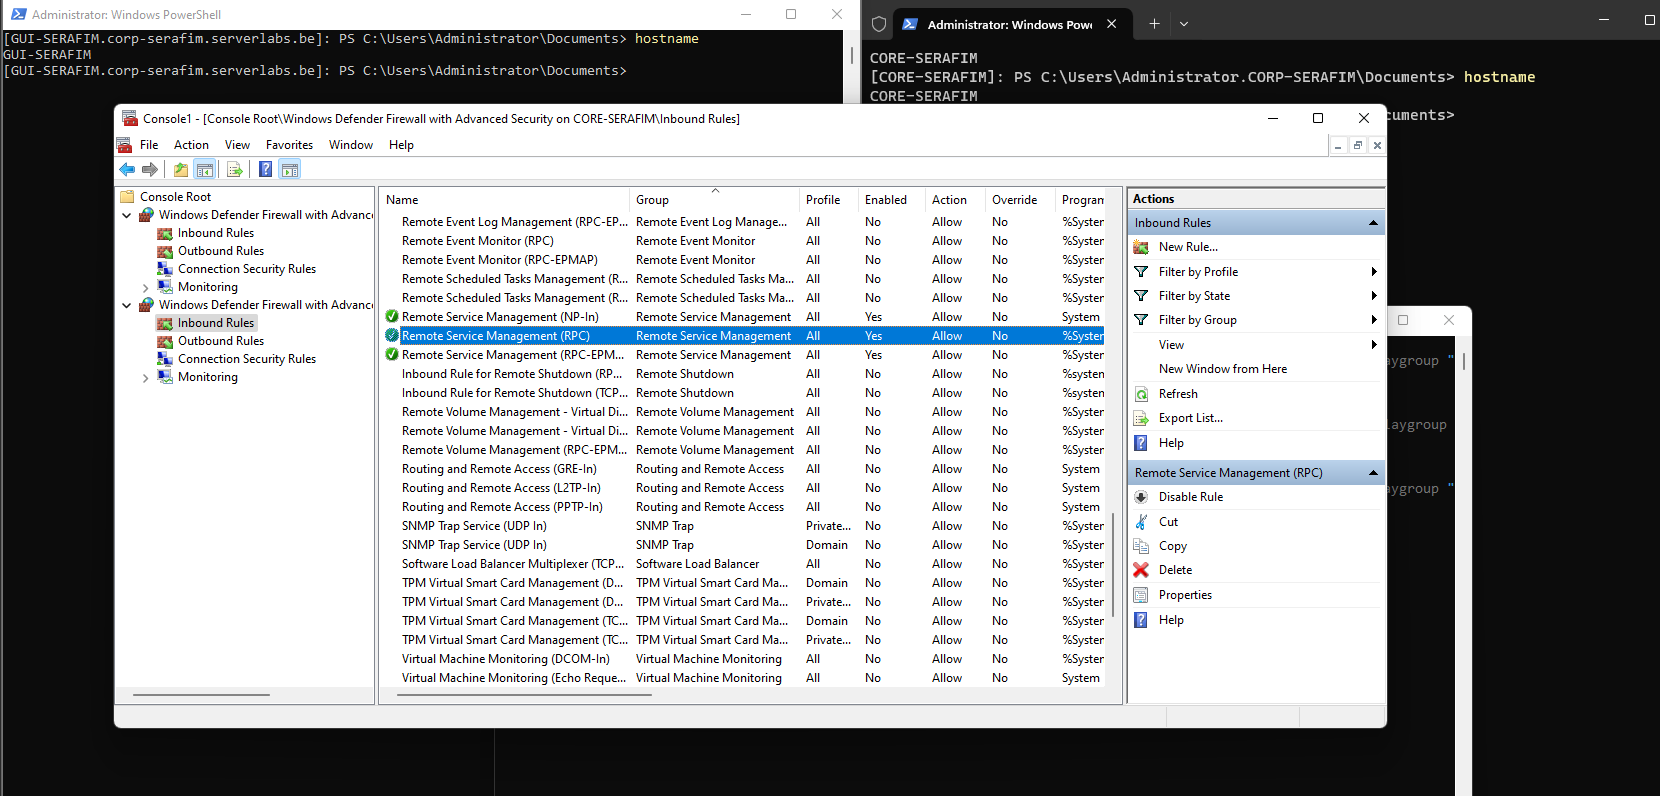 Administrator: Windows PowerShell
[GUI-SERAFIM.corp-serafim.serverlabs.be]: PS C:\Users\Administrator\Documents> hostname
GUI-SERAFIM
[GUI-SERAFIM.corp-serafim.serverlabs.be]: PS C:\Users\Administrator\Documents>
Administrator: Windows Powe
CORE-SERAFIM
[CORE-SERAFIM]: PS C:\Users\Administrator.CORP-SERAFIM\Documents> hostname
CORE-SERAFIM
cuments>
Console1 - [Console Root\Windows Defender Firewall with Advanced Security on CORE-SERAFIM\Inbound Rules]
File Action View Favorites Window Help
Console Root
Windows Defender Firewall with Advanc
Inbound Rules
Outbound Rules
Connection Security Rules
Monitoring
Windows Defender Firewall with Advanc
Inbound Rules
Outbound Rules
Connection Security Rules
Monitoring
Name Group Profile Enabled Action Override Program
Remote Event Log Management (RPC-EP... Remote Event Log Manage... All No Allow No %System
Remote Event Monitor (RPC) Remote Event Monitor All No Allow No %System
Remote Event Monitor (RPC-EPMAP) Remote Event Monitor All No Allow No %System
Remote Scheduled Tasks Management (R... Remote Scheduled Tasks Ma... All No Allow No %System
Remote Scheduled Tasks Management (R... Remote Scheduled Tasks Ma... All No Allow No %System
Remote Service Management (NP-In) Remote Service Management All Yes Allow No System
Remote Service Management (RPC) Remote Service Management All Yes Allow No %System
Remote Service Management (RPC-EPM... Remote Service Management All Yes Allow No %System
Inbound Rule for Remote Shutdown (RP... Remote Shutdown All No Allow No %system
Inbound Rule for Remote Shutdown (TCP... Remote Shutdown All No Allow No %system
Remote Volume Management - Virtual Di... Remote Volume Management All No Allow No %System
Remote Volume Management - Virtual Di... Remote Volume Management All No Allow No %System
Remote Volume Management (RPC-EPM... Remote Volume Management All No Allow No %System
Routing and Remote Access (GRE-In) Routing and Remote Access All No Allow No System
Routing and Remote Access (L2TP-In) Routing and Remote Access All No Allow No System
Routing and Remote Access (PPTP-In) Routing and Remote Access All No Allow No System
SNMP Trap Service (UDP In) SNMP Trap Private... No Allow No %System
SNMP Trap Service (UDP In) SNMP Trap Domain No Allow No %System
Software Load Balancer Multiplexer (TCP... Software Load Balancer All No Allow No %System
TPM Virtual Smart Card Management (D... TPM Virtual Smart Card Ma... Domain No Allow No %System
TPM Virtual Smart Card Management (D... TPM Virtual Smart Card Ma... Private... No Allow No %System
TPM Virtual Smart Card Management (TC... TPM Virtual Smart Card Ma... Domain No Allow No %System
TPM Virtual Smart Card Management (TC... TPM Virtual Smart Card Ma... Private... No Allow No %System
Virtual Machine Monitoring (DCOM-In) Virtual Machine Monitoring All No Allow No %System
Virtual Machine Monitoring (Echo Reque... Virtual Machine Monitoring All No Allow No System
Actions
Inbound Rules
New Rule...
Filter by Profile
Filter by State
Filter by Group
View
New Window from Here
Refresh
Export List...
Help
Remote Service Management (RPC)
Disable Rule
Cut
Copy
Delete
Properties
Help
aygroup "
laygroup
aygroup "